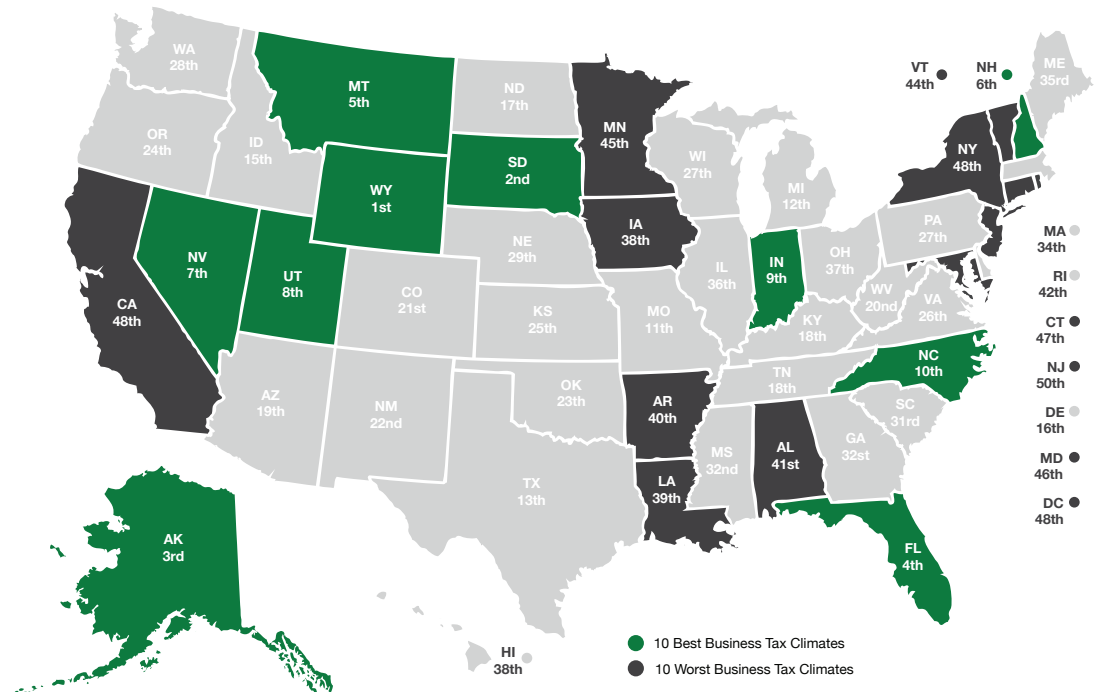 WA
28th
MT
5th
ND
17th
MN
45th
VT
44th
NH
6th
ME
35rd
OR
24th
ID
15th
WY
1st
SD
2nd
WI
27th
MI
12th
NY
48th
NV
7th
UT
8th
CO
21st
NE
29th
IA
38th
IL
36th
IN
9th
OH
37th
PA
27th
MA
34th
RI
42th
CA
48th
KS
25th
MO
11th
KY
18th
WV
20nd
VA
26th
CT
47th
NJ
50th
AZ
19th
NM
22nd
OK
23th
AR
40th
TN
18th
NC
10th
SC
31rd
DE
16th
TX
13th
LA
39th
MS
32nd
AL
41st
GA
32st
MD
46th
DC
48th
AK
3rd
FL
4th
HI
38th
10 Best Business Tax Climates
10 Worst Business Tax Climates